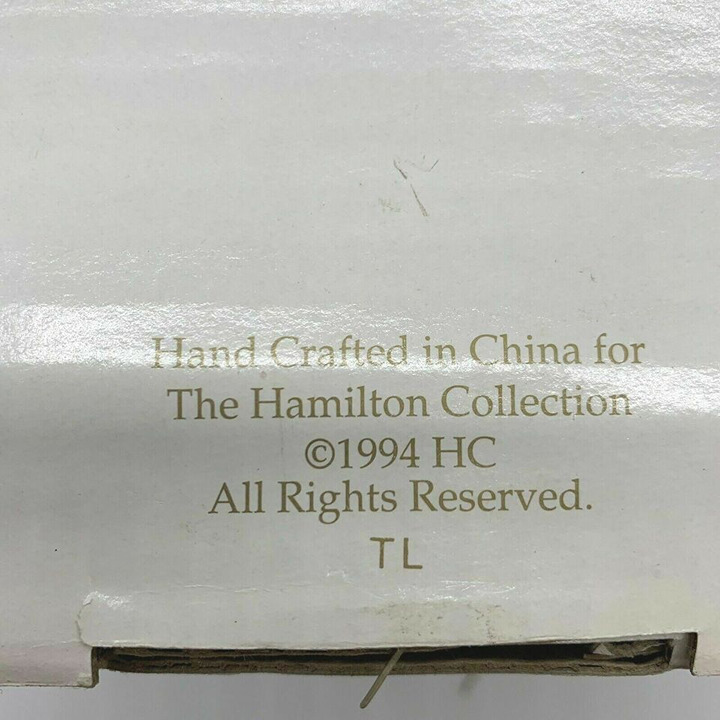 Hand Crafted in China for
The Hamilton Collection
©1994 HC
All Rights Reserved.
TL